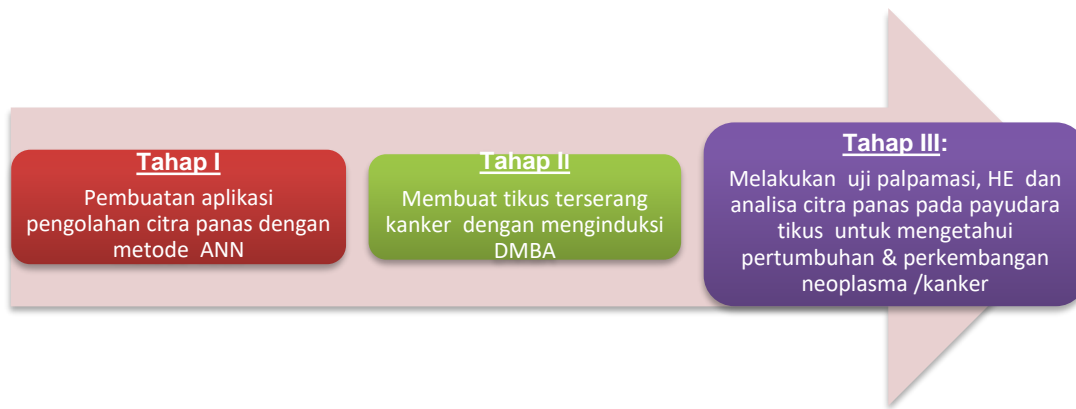 Tahap I
Pembuatan aplikasi
pengolahan citra panas dengan
metode ANN
Tahap II
Membuat tikus terserang
kanker dengan menginduksi
DMBA
Tahap III:
Melakukan uji palpamasi, HE dan
analisa citra panas pada payudara
tikus untuk mengetahui
pertumbuhan & perkembangan
neoplasma /kanker